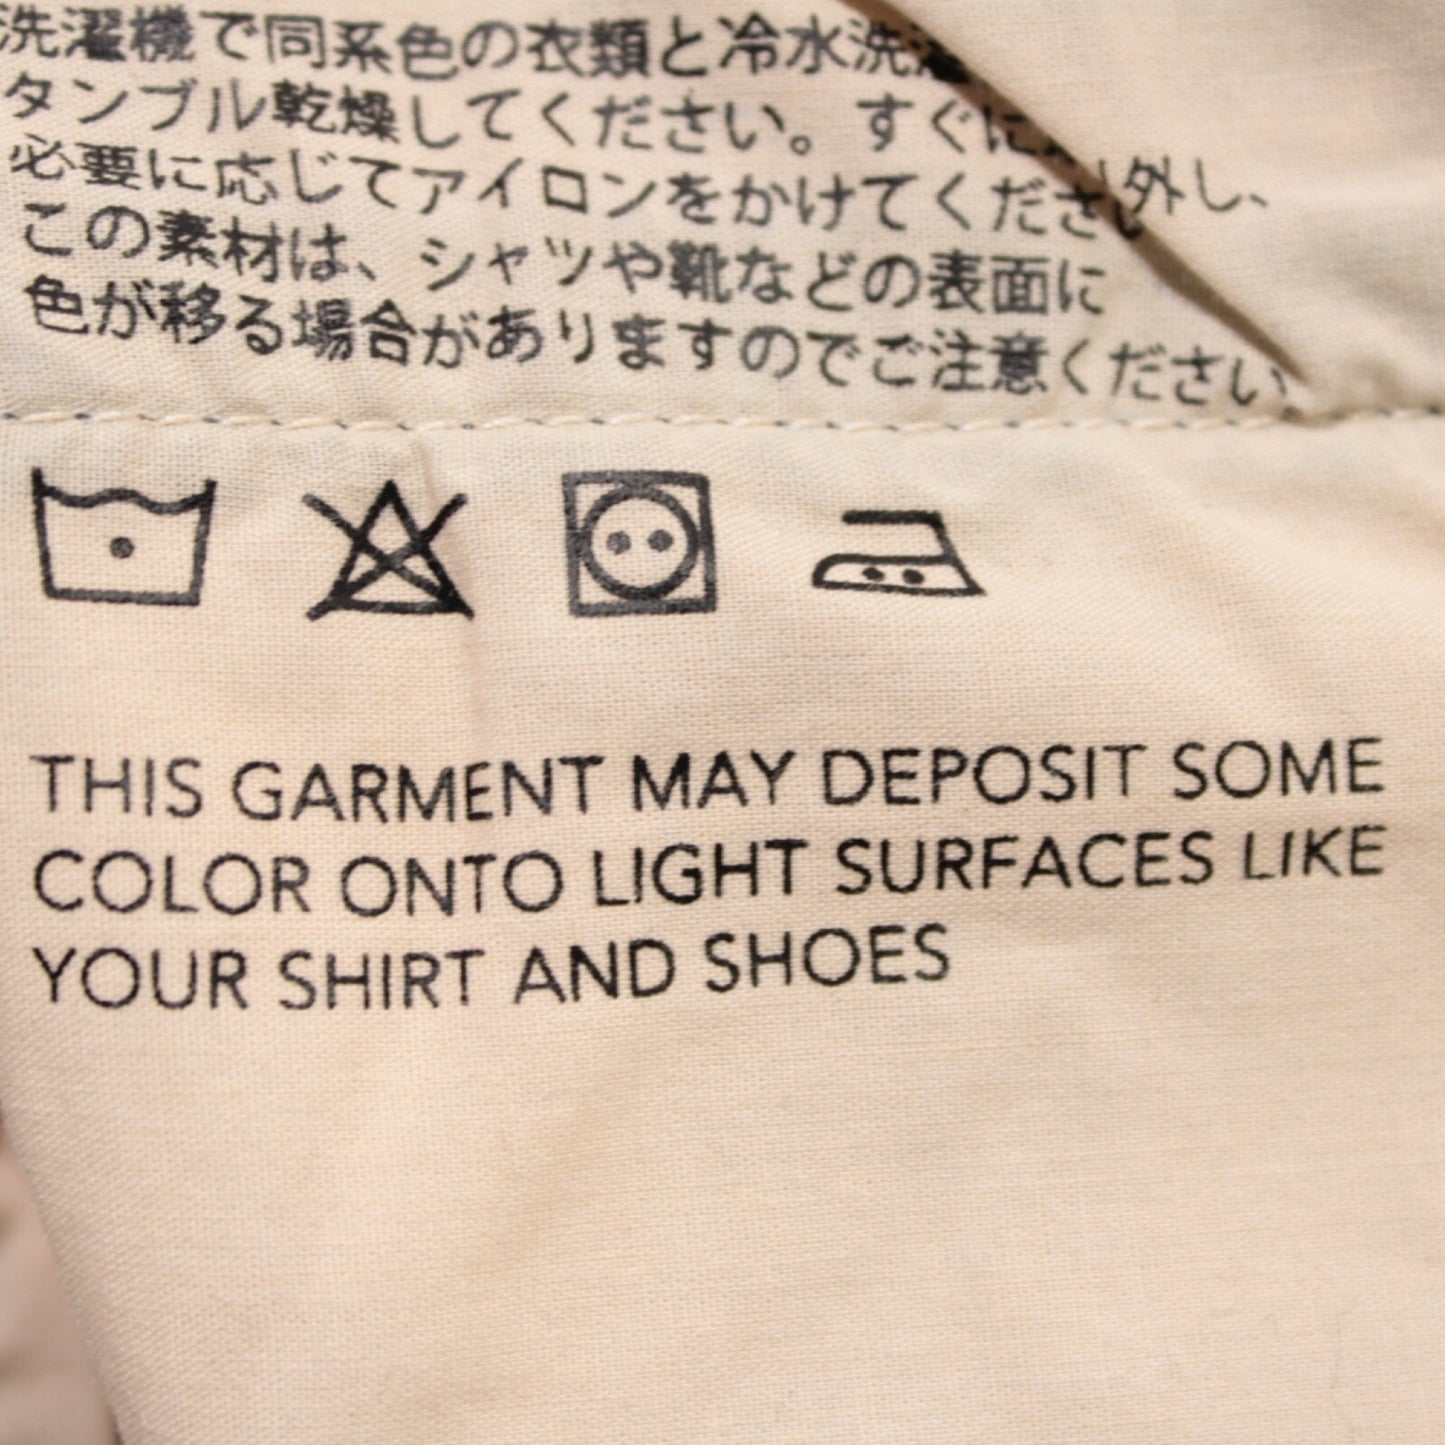 洗濯機で同系色の衣類と冷水洗濯
タンブル乾燥してください。すぐに 外し、
必要に応じてアイロンをかけてください
この素材は、シャツや靴などの表面に
色が移る場合がありますのでご注意ください
THIS GARMENT MAY DEPOSIT SOME
COLOR ONTO LIGHT SURFACES LIKE
YOUR SHIRT AND SHOES